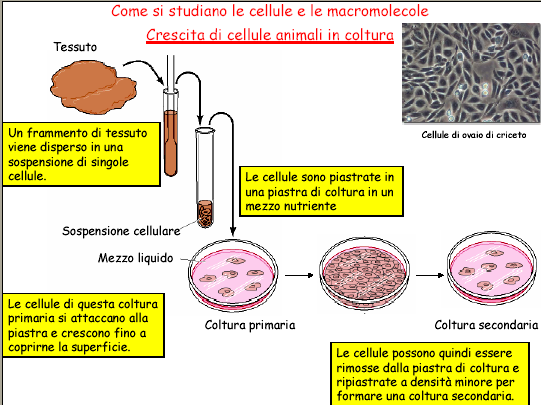 Come si studiano le cellule e le macromolecole
Crescita di cellule animali in coltura
Tessuto
Cellule di ovaio di criceto
Un frammento di tessuto
viene disperso in una
sospensione di singole
cellule.
Le cellule sono piastrate in
una piastra di coltura in un
mezzo nutriente
Sospensione cellulare
Mezzo liquido
Le cellule di questa coltura
primaria si attaccano alla
piastra e crescono fino a
coprirne la superficie.
Coltura primaria
Coltura secondaria
Le cellule possono quindi essere
rimosse dalla piastra di coltura e
ripiastrate a densità minore per
formare una coltura secondaria.